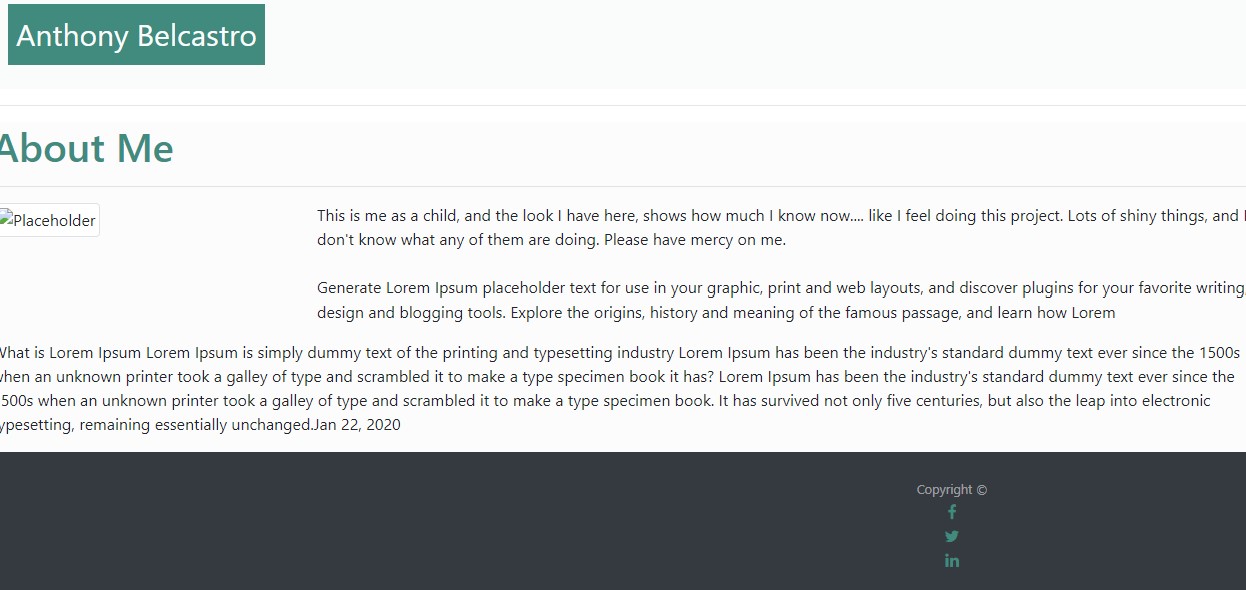 Anthony Belcastro
About Me
Placeholder
This is me as a child, and the look I have here, shows how much I know now.... like I feel doing this project. Lots of shiny things, and I
don't know what any of them are doing. Please have mercy on me.
Generate Lorem Ipsum placeholder text for use in your graphic, print and web layouts, and discover plugins for your favorite writing,
design and blogging tools. Explore the origins, history and meaning of the famous passage, and learn how Lorem
What is Lorem Ipsum Lorem Ipsum is simply dummy text of the printing and typesetting industry Lorem Ipsum has been the industry's standard dummy text ever since the 1500s
when an unknown printer took a galley of type and scrambled it to make a type specimen book it has? Lorem Ipsum has been the industry's standard dummy text ever since the
500s when an unknown printer took a galley of type and scrambled it to make a type specimen book. It has survived not only five centuries, but also the leap into electronic
typesetting, remaining essentially unchanged.Jan 22, 2020
Copyright ©